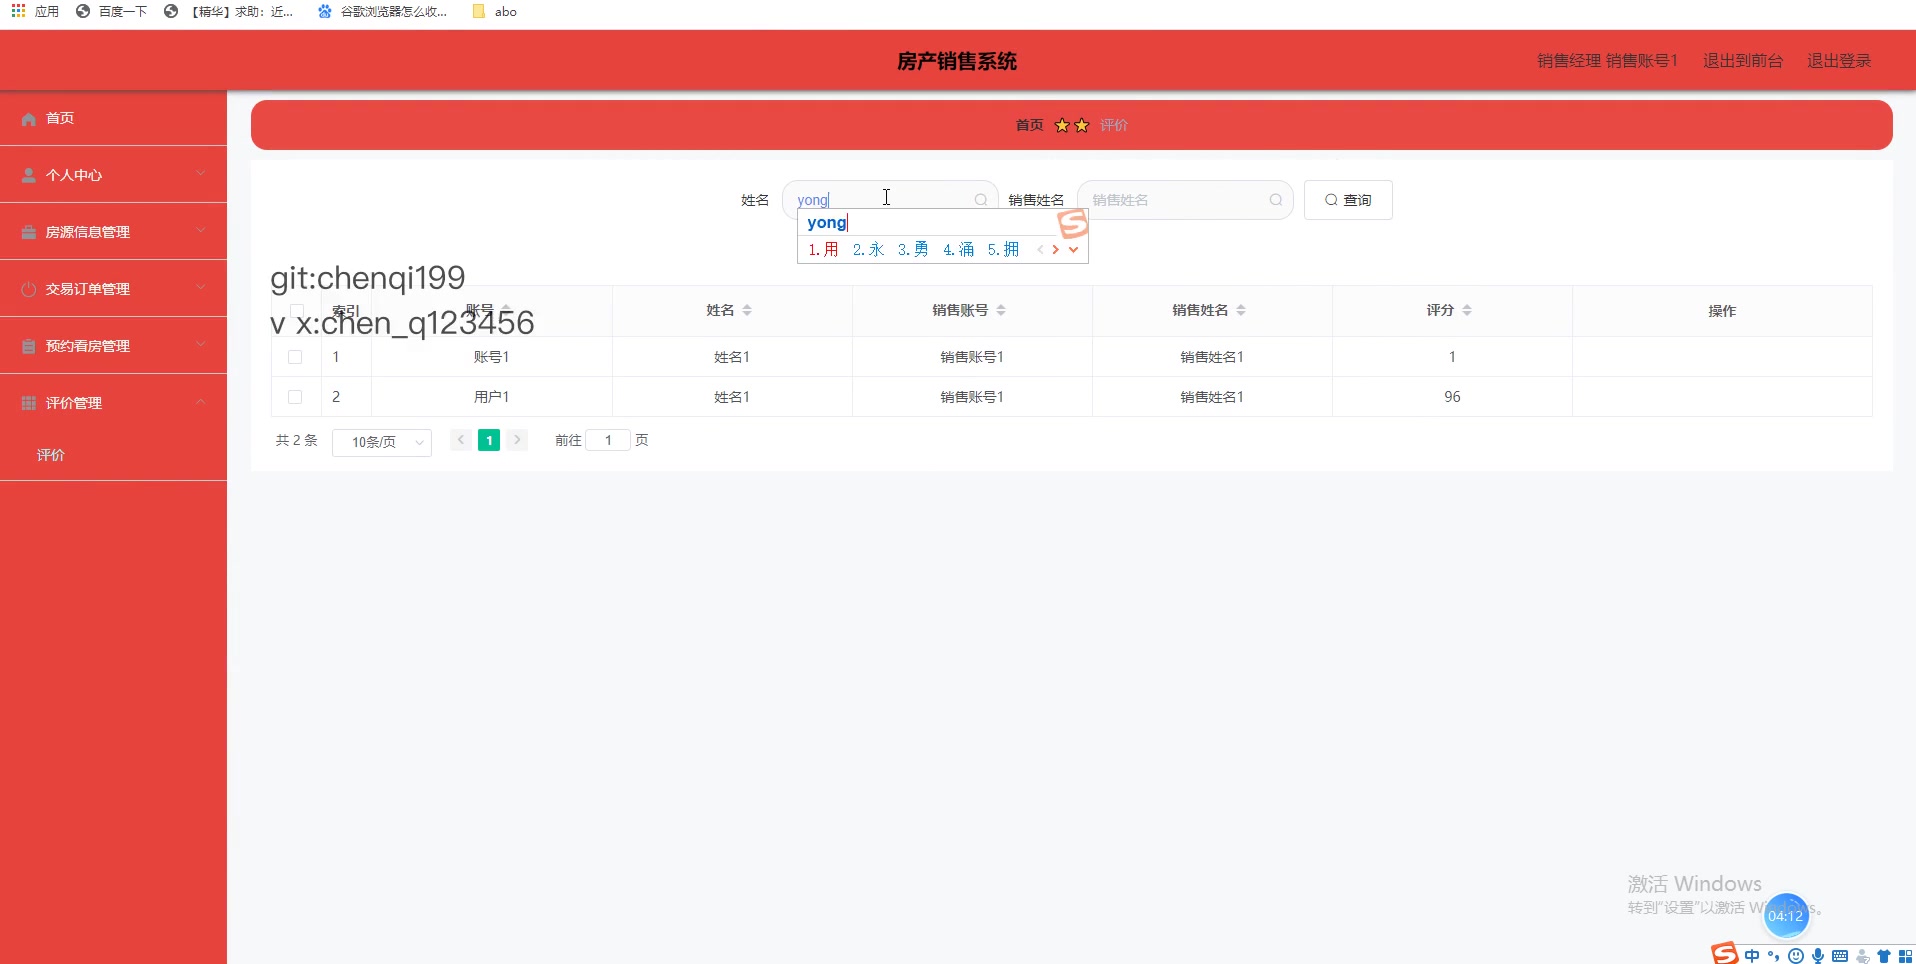 应用 百度一下 【精华】求助：近... 谷歌浏览器怎么收... abo
房产销售系统
销售经理 销售账号1 退出到前台 退出登录
首页
个人中心
房源信息管理
交易订单管理
预约看房管理
评价管理
评价
首页 评价
姓名 yong 销售姓名 销售姓名 查询
yong
1.用 2.永 3.勇 4.涌 5.拥
git:chenqi199
v x:chen_q123456
索引 账号 姓名 销售账号 销售姓名 评分 操作
1 账号1 姓名1 销售账号1 销售姓名1 1
2 用户1 姓名1 销售账号1 销售姓名1 96
共 2 条 10条/页 1 前往 1 页
激活 Windows
转到“设置”以激活 Windows。
04:12
中